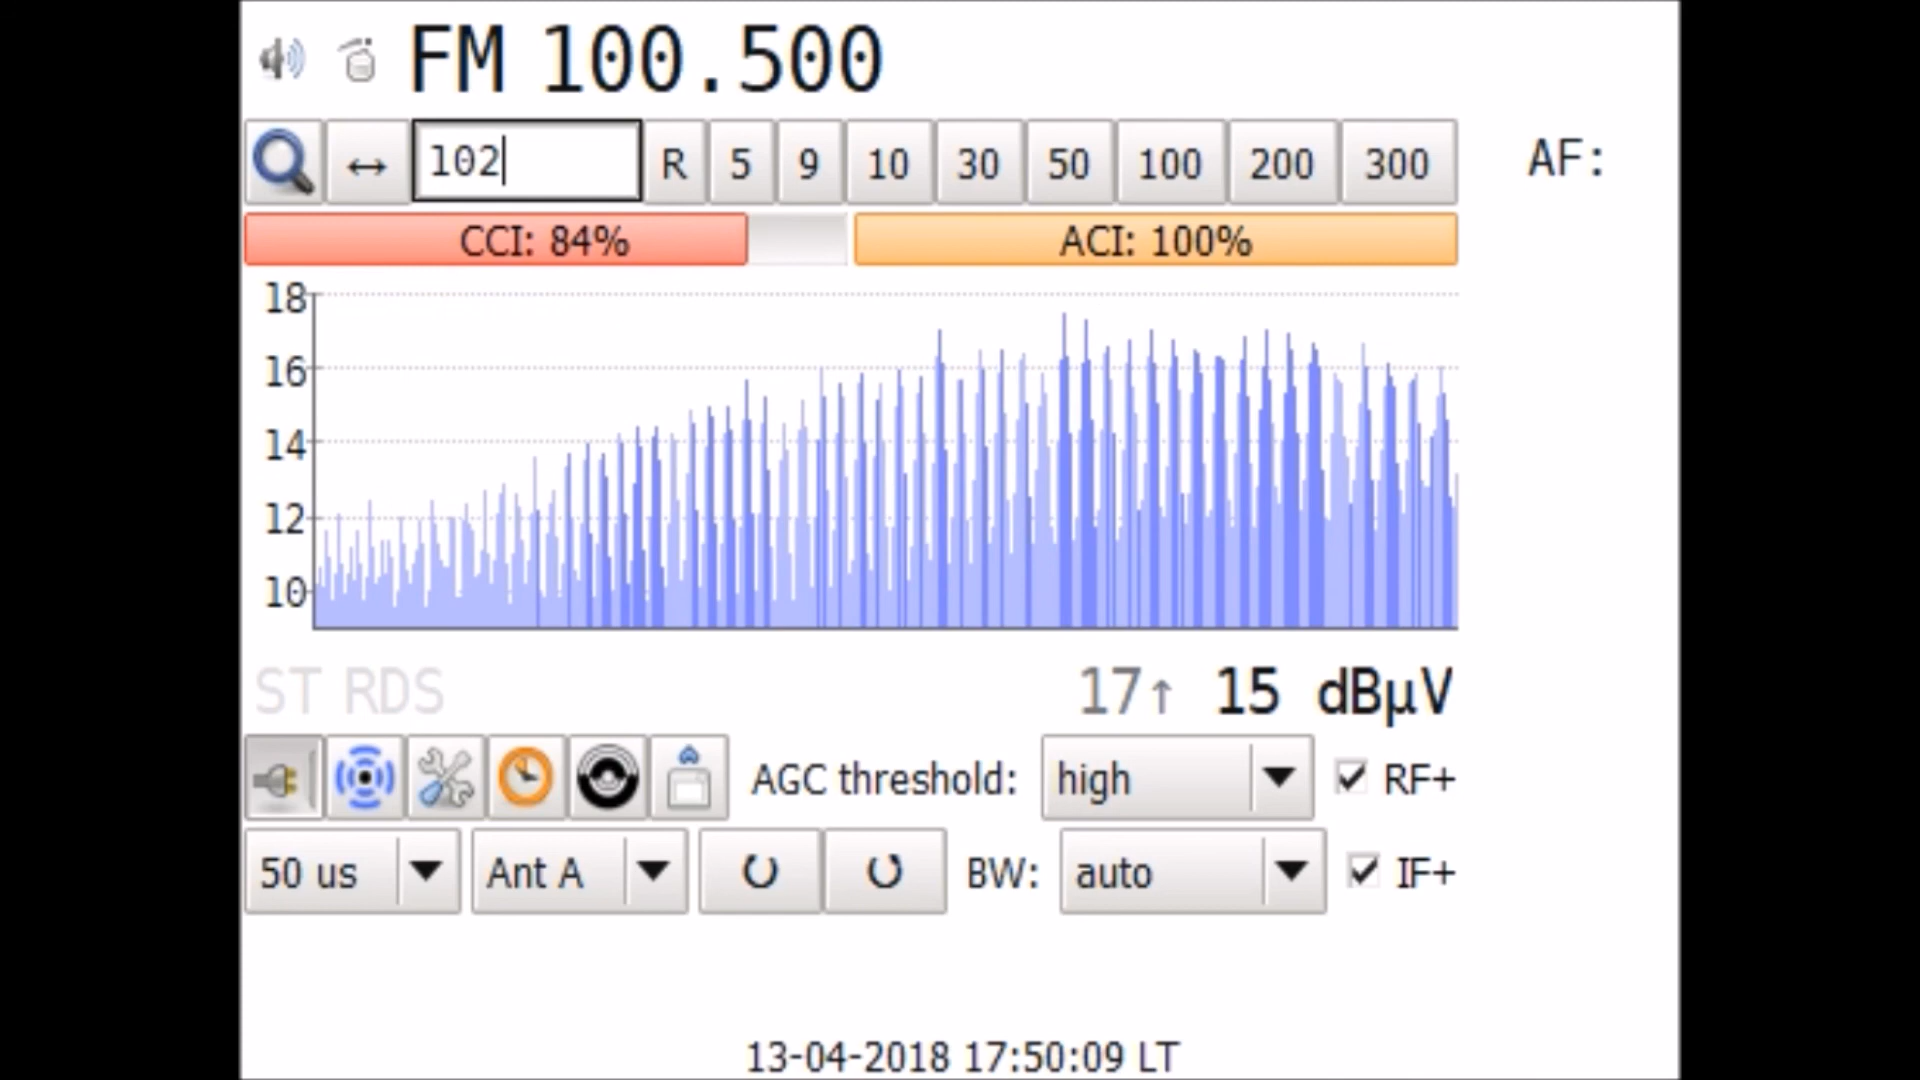 FM 100.500
102 R 5 9 10 30 50 100 200 300 AF:
CCI: 84% ACI: 100%
18
16
14
12
10
ST RDS 17↑ 15 dBµV
AGC threshold: high RF+
50 us Ant A BW: auto IF+
13-04-2018 17:50:09 LT